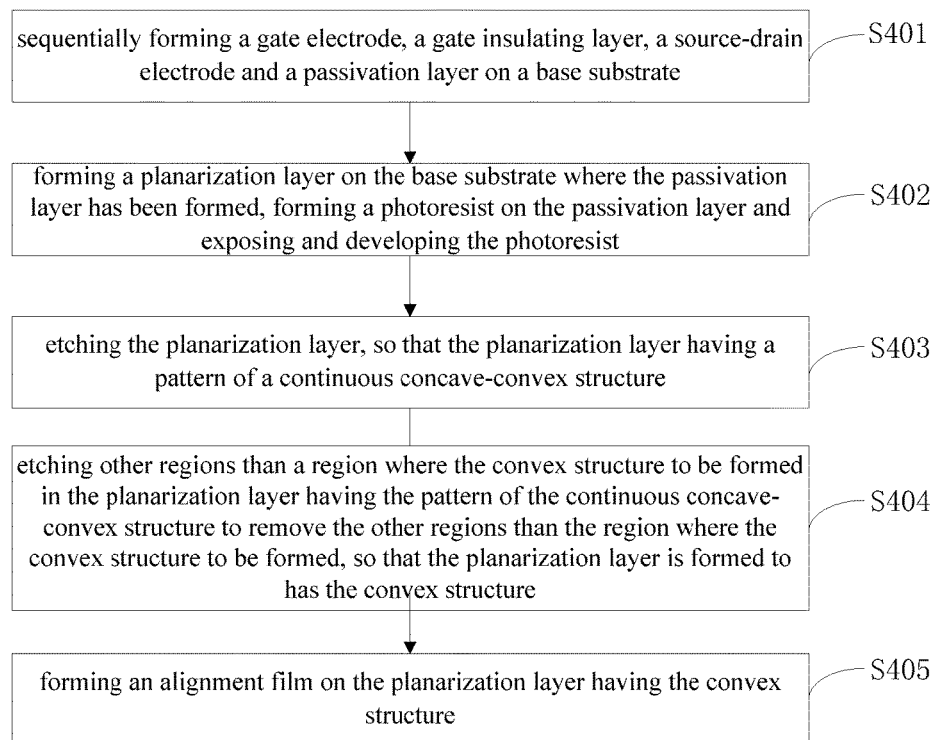 sequentially forming a gate electrode, a gate insulating layer, a source-drain
electrode and a passivation layer on a base substrate
S401
forming a planarization layer on the base substrate where the passivation
layer has been formed, forming a photoresist on the passivation layer and
exposing and developing the photoresist
S402
etching the planarization layer, so that the planarization layer having a
pattern of a continuous concave-convex structure
S403
etching other regions than a region where the convex structure to be formed
in the planarization layer having the pattern of the continuous concave-
convex structure to remove the other regions than the region where the
convex structure to be formed, so that the planarization layer is formed to
has the convex structure
S404
forming an alignment film on the planarization layer having the convex
structure
S405